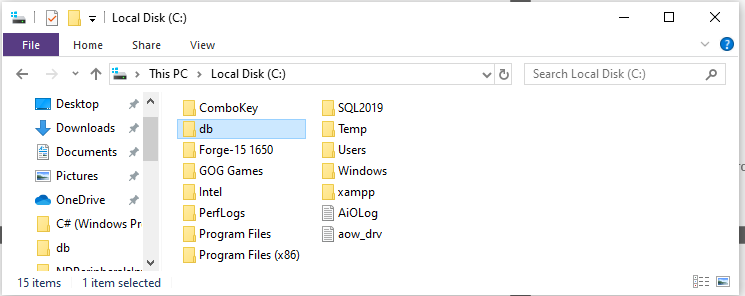 Local Disk (C:)
File Home Share View
This PC Local Disk (C:) Search Local Disk (C:)
Desktop
Downloads
Documents
Pictures
OneDrive
C# (Windows Pr
db
ComboKey
db
Forge-15 1650
GOG Games
Intel
PerfLogs
Program Files
Program Files (x86)
SQL2019
Temp
Users
Windows
xampp
AiOLog
aow_drv
15 items 1 item selected